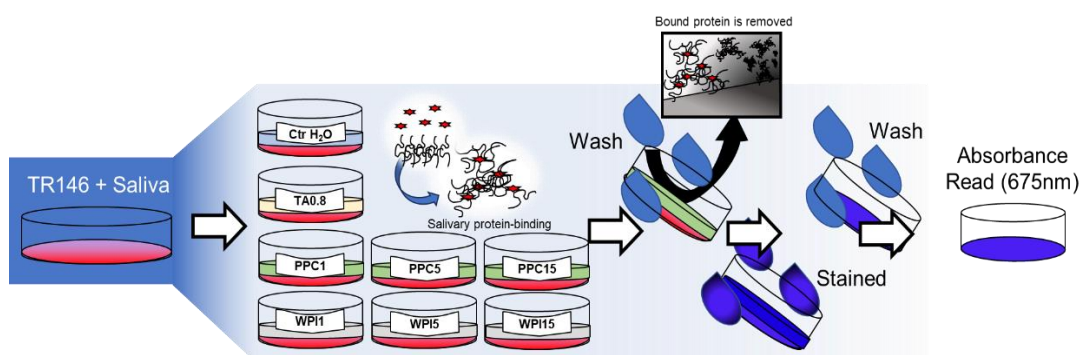 Bound protein is removed
TR146 + Saliva
Ctr H₂O
TA0.8
Salivary protein-binding
PPC1
PPC5
PPC15
WPI1
WPI5
WPI15
Wash
Stained
Wash
Absorbance
Read (675nm)